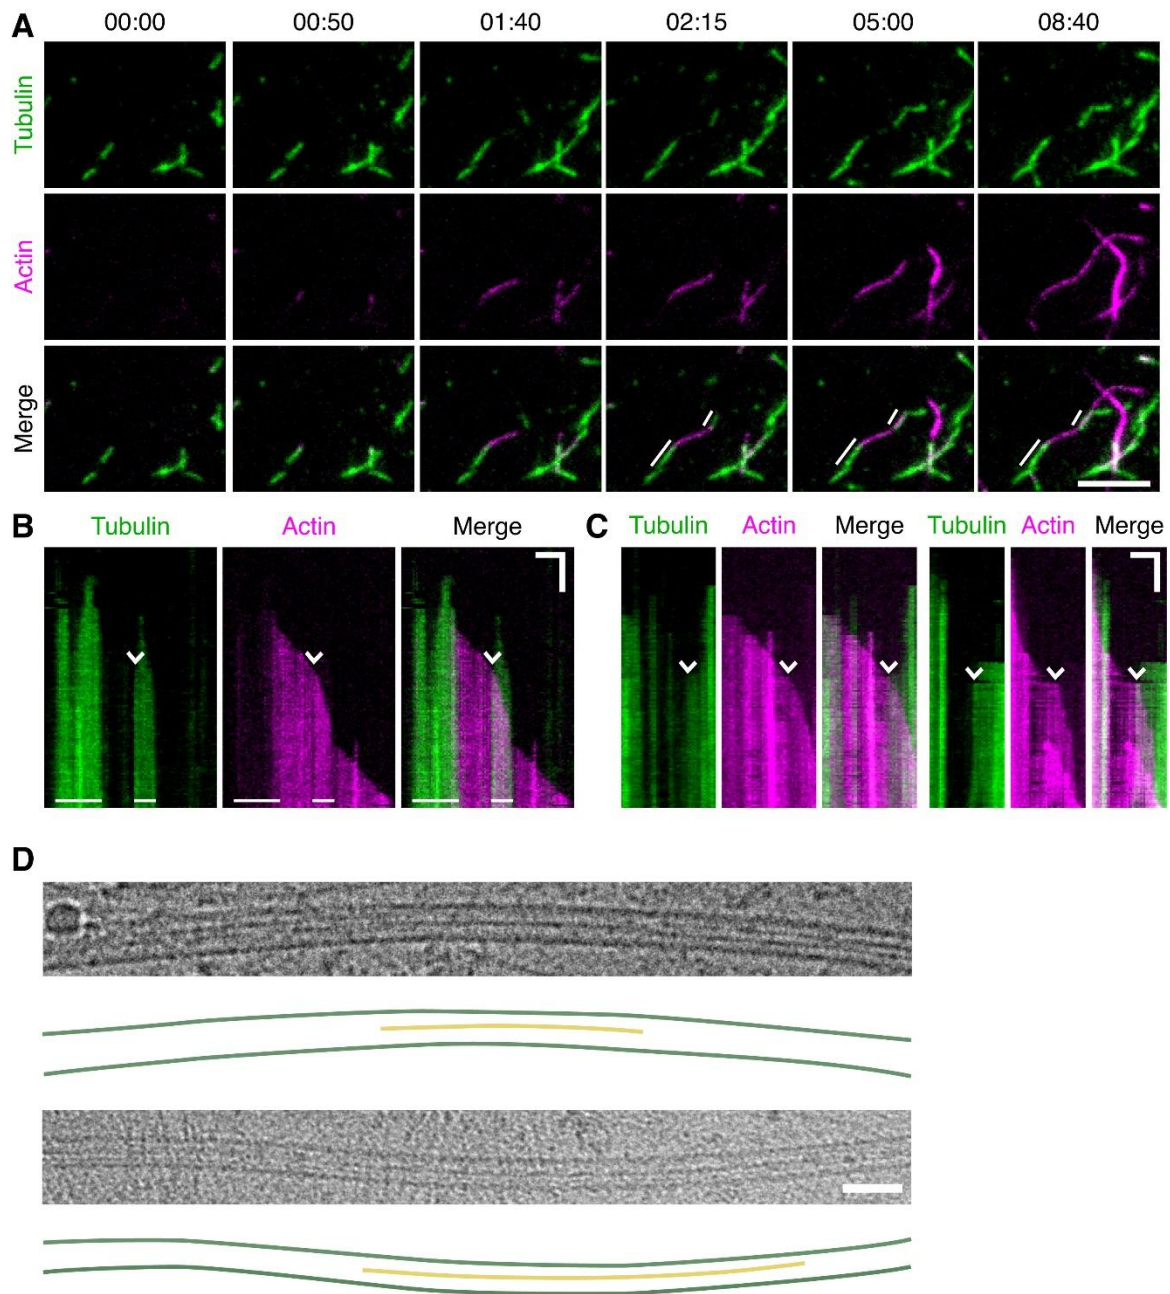 A 00:00 00:50 01:40 02:15 05:00 08:40
Tubulin
Actin
Merge
B Tubulin Actin Merge C Tubulin Actin Merge Tubulin Actin Merge
D